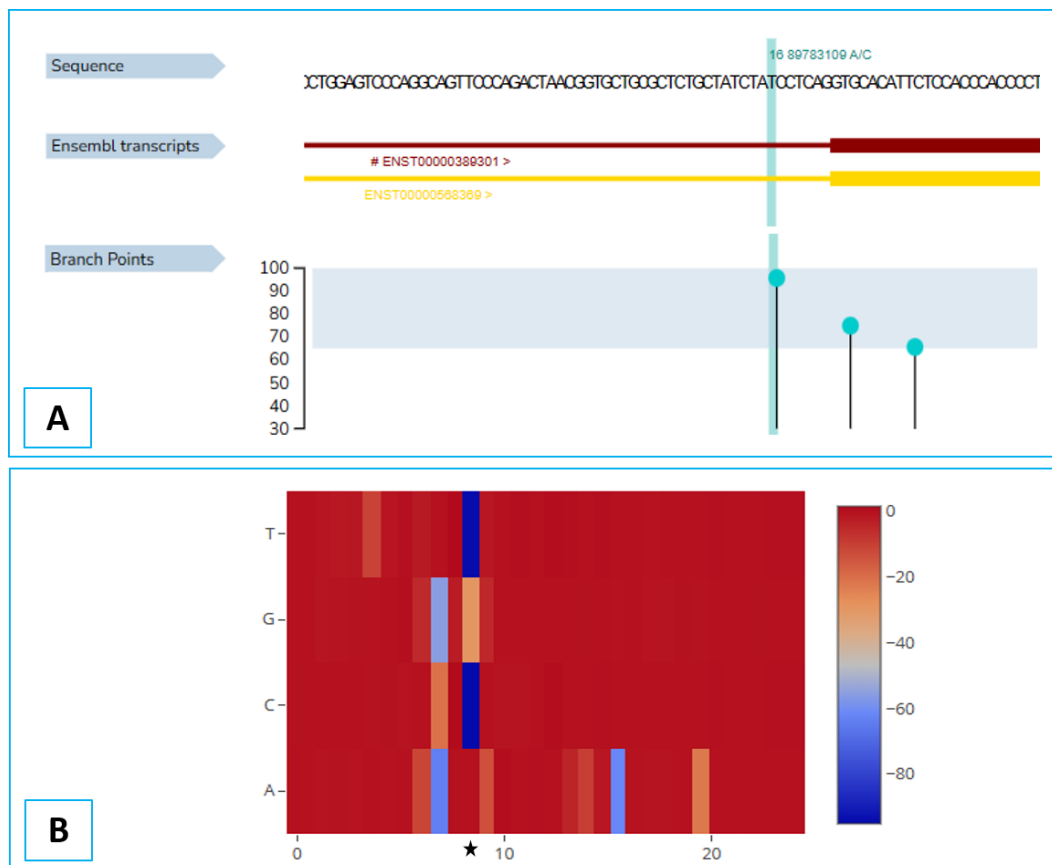 16 89783109 A/C
Sequence
CCTGGAGTCCCAGGCAGTTCCCAGACTAACGGTGCTGCGCTCTGCTATCTATCCTCAGGTGCACATTCTCCACCCACCCCT
Ensembl transcripts
# ENST00000389301 >
ENST00000568369 >
Branch Points
100
90
80
70
60
50
40
30
A
T
G
C
A
0
10
20
★
0
−20
−40
−60
−80
B